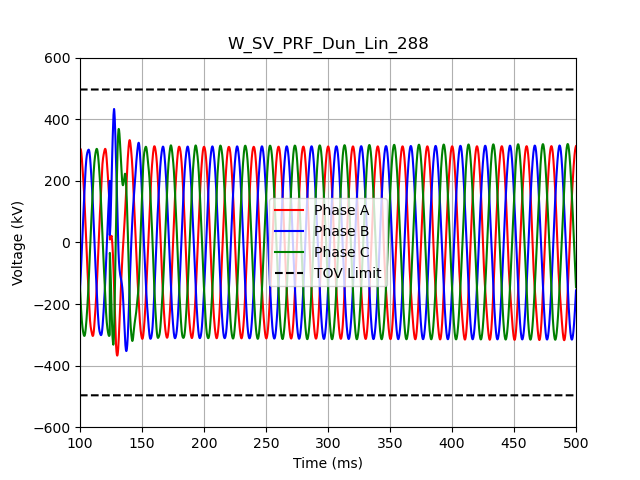 W_SV_PRF_Dun_Lin_288
600
400
200
0
−200
−400
−600
Voltage (kV)
Phase A
Phase B
Phase C
TOV Limit
100 150 200 250 300 350 400 450 500
Time (ms)